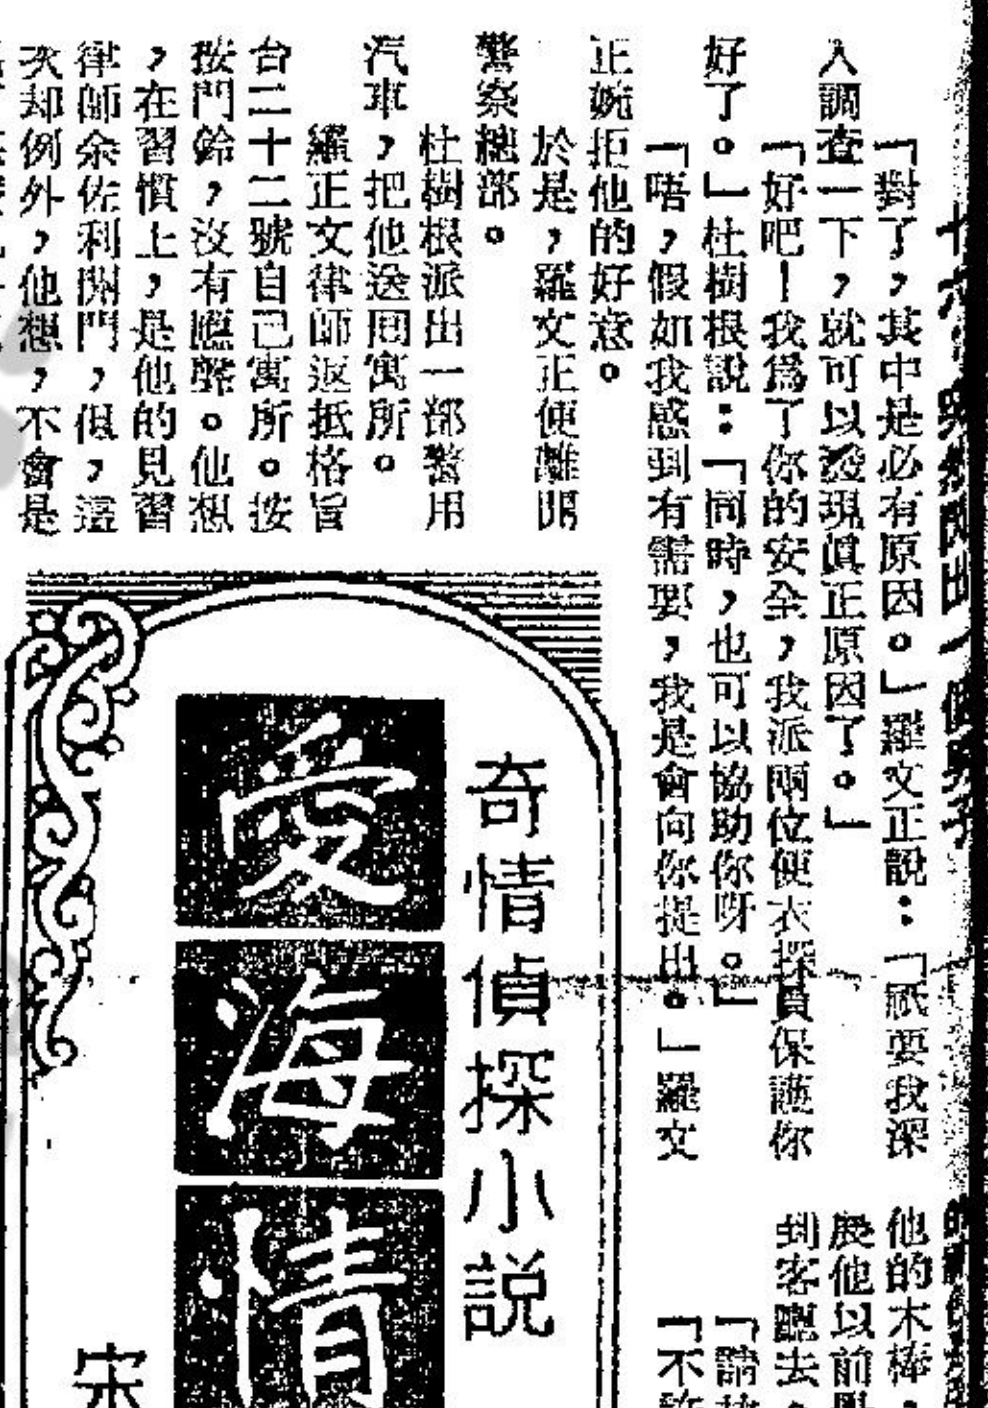 「對了，其中是必有原因。」羅文正說：「祇要我深
入調查一下，就可以發現眞正原因了。」
「好吧！我爲了你的安全，我派兩位便衣探員保護你
好了。」杜樹根說：「同時，也可以協助你呀。」
「唔，假如我感到有需要，我是會向你提出。」羅文
正婉拒他的好意。
於是，羅文正便離開
警察總部。
杜樹根派出一部警用
汽車，把他送囘寓所。
羅正文律師返抵格旨
台二十二號自己寓所。按
按門鈴，沒有應聲。他想
，在習慣上，是他的見習
律師余佐利開門，但，這
次却例外，他想，不會是
奇情偵探小説
愛海情
宋
他的木棒，
展他以前
到客廳去。
「請
「不